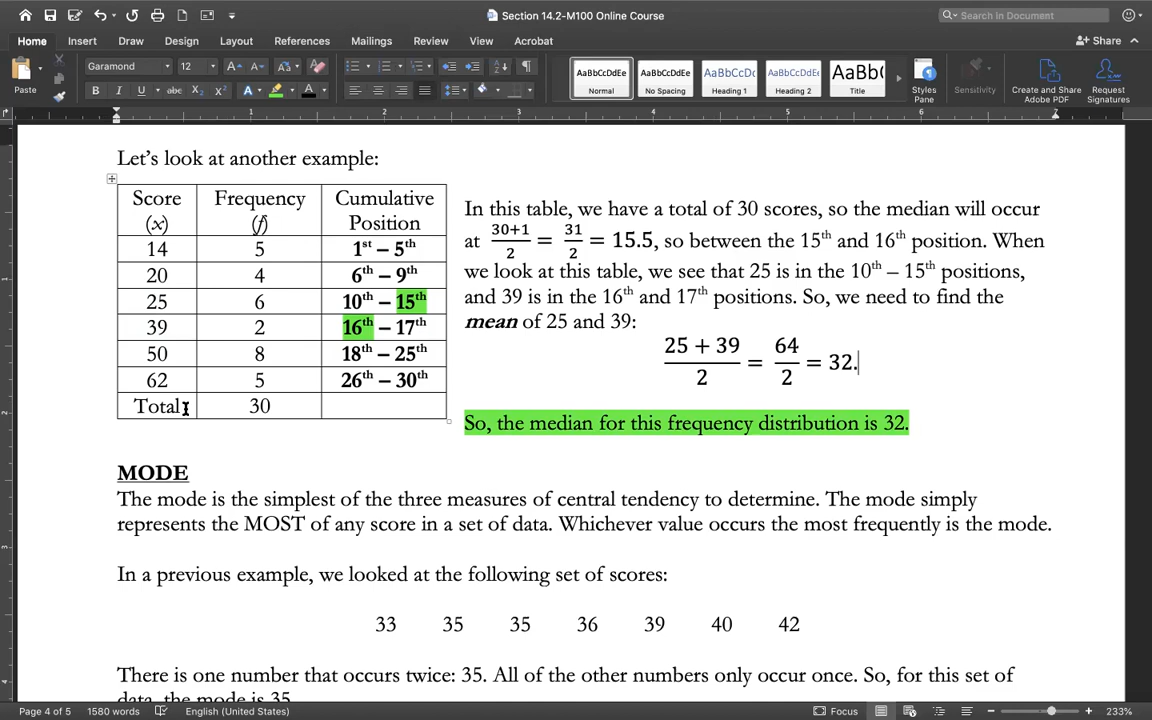 Section 14.2-M100 Online Course
Search in Document
Home Insert Draw Design Layout References Mailings Review View Acrobat
Share
Paste
Garamond 12
AaBbCcDdEe AaBbCcDdEe AaBbCcDc AaBbCcDdEe AaBb(
Normal No Spacing Heading 1 Heading 2 Title
Styles Pane
Sensitivity
Create and Share Adobe PDF
Request Signatures
1 2 3 4 5 6 7
Let's look at another example:
Score (x) Frequency (f) Cumulative Position
14 5 1st – 5th
20 4 6th – 9th
25 6 10th – 15th
39 2 16th – 17th
50 8 18th – 25th
62 5 26th – 30th
Total 30
In this table, we have a total of 30 scores, so the median will occur
at 30+1/2 = 31/2 = 15.5, so between the 15th and 16th position. When
we look at this table, we see that 25 is in the 10th – 15th positions,
and 39 is in the 16th and 17th positions. So, we need to find the
mean of 25 and 39:
25 + 39/2 = 64/2 = 32.
So, the median for this frequency distribution is 32.
MODE
The mode is the simplest of the three measures of central tendency to determine. The mode simply
represents the MOST of any score in a set of data. Whichever value occurs the most frequently is the mode.
In a previous example, we looked at the following set of scores:
33 35 35 36 39 40 42
There is one number that occurs twice: 35. All of the other numbers only occur once. So, for this set of
data, the mode is 35.
Page 4 of 5 1580 words English (United States) Focus 233%